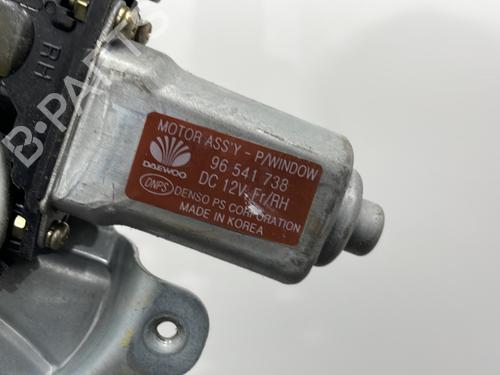 RH
MOTOR ASS'Y - P/WINDOW
DAEWOO
96 541 738
DC 12V Fr/RH
DNPS DENSO PS CORPORATION
MADE IN KOREA
B-PARTS